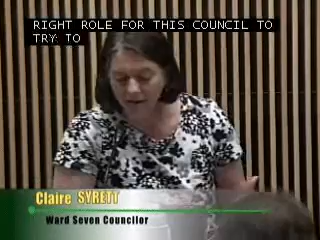 RIGHT ROLE FOR THIS COUNCIL TO
TRY: TO
Claire SYRETT
Ward Seven Councilor